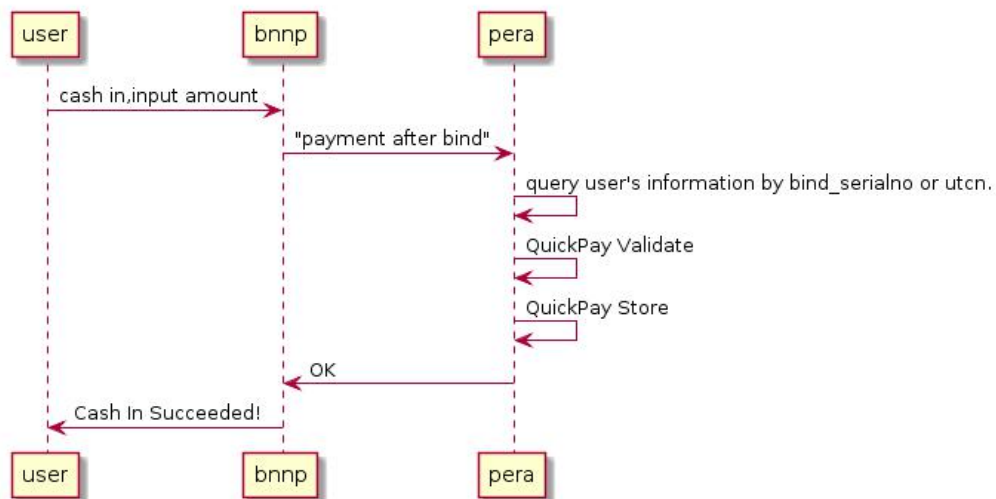 user bnnp pera
cash in,input amount
"payment after bind"
query user's information by bind_serialno or utcn.
QuickPay Validate
QuickPay Store
OK
Cash In Succeeded!
user bnnp pera